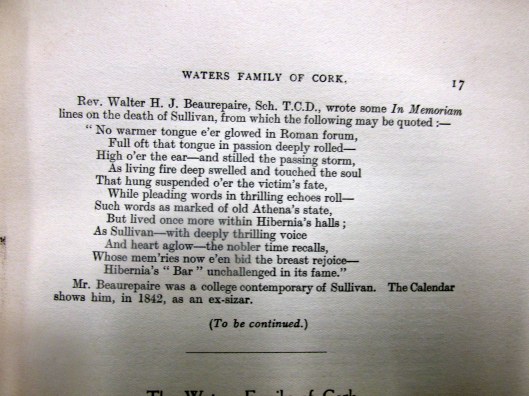 WATERS FAMILY OF CORK. 17
Rev. Walter H. J. Beaurepaire, Sch. T.C.D., wrote some In Memoriam
lines on the death of Sullivan, from which the following may be quoted :—
" No warmer tongue e'er glowed in Roman forum,
Full oft that tongue in passion deeply rolled—
High o'er the ear—and stilled the passing storm,
As living fire deep swelled and touched the soul
That hung suspended o'er the victim's fate,
While pleading words in thrilling echoes roll—
Such words as marked of old Athena's state,
But lived once more within Hibernia's halls ;
As Sullivan—with deeply thrilling voice
And heart aglow—the nobler time recalls,
Whose mem'ries now e'en bid the breast rejoice—
Hibernia's " Bar " unchallenged in its fame."
Mr. Beaurepaire was a college contemporary of Sullivan. The Calendar
shows him, in 1842, as an ex-sizar.
(To be continued.)
The Waters Family of Cork